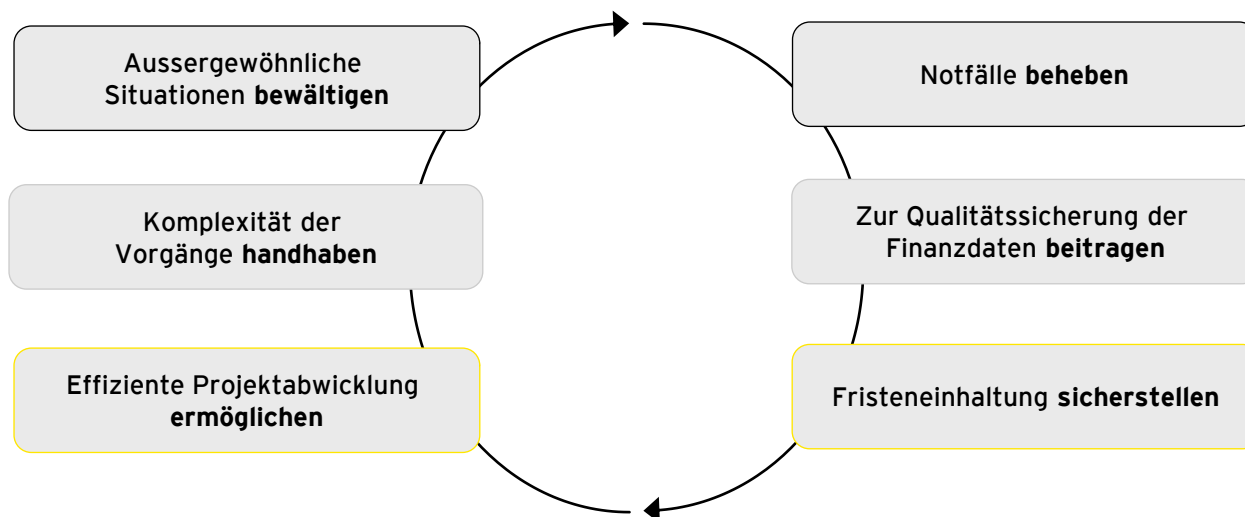 Aussergewöhnliche
Situationen bewältigen
Komplexität der
Vorgänge handhaben
Effiziente Projektabwicklung
ermöglichen
Notfälle beheben
Zur Qualitätssicherung der
Finanzdaten beitragen
Fristeneinhaltung sicherstellen